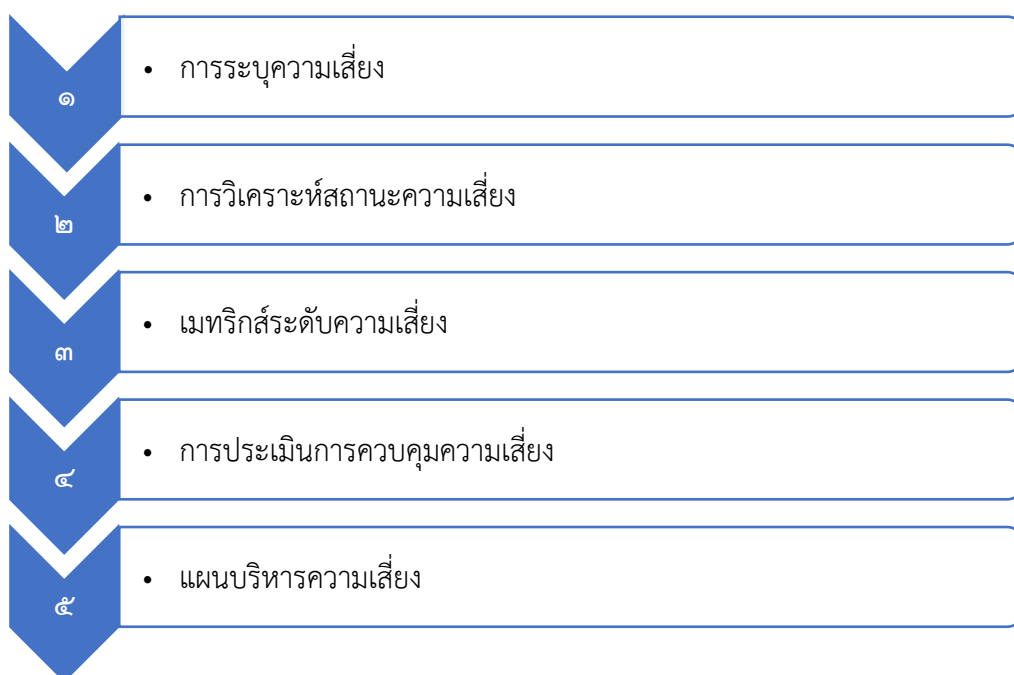 ๑
• การระบุความเสี่ยง
๒
• การวิเคราะห์สถานะความเสี่ยง
๓
• เมทริกส์ระดับความเสี่ยง
๔
• การประเมินการควบคุมความเสี่ยง
๕
• แผนบริหารความเสี่ยง